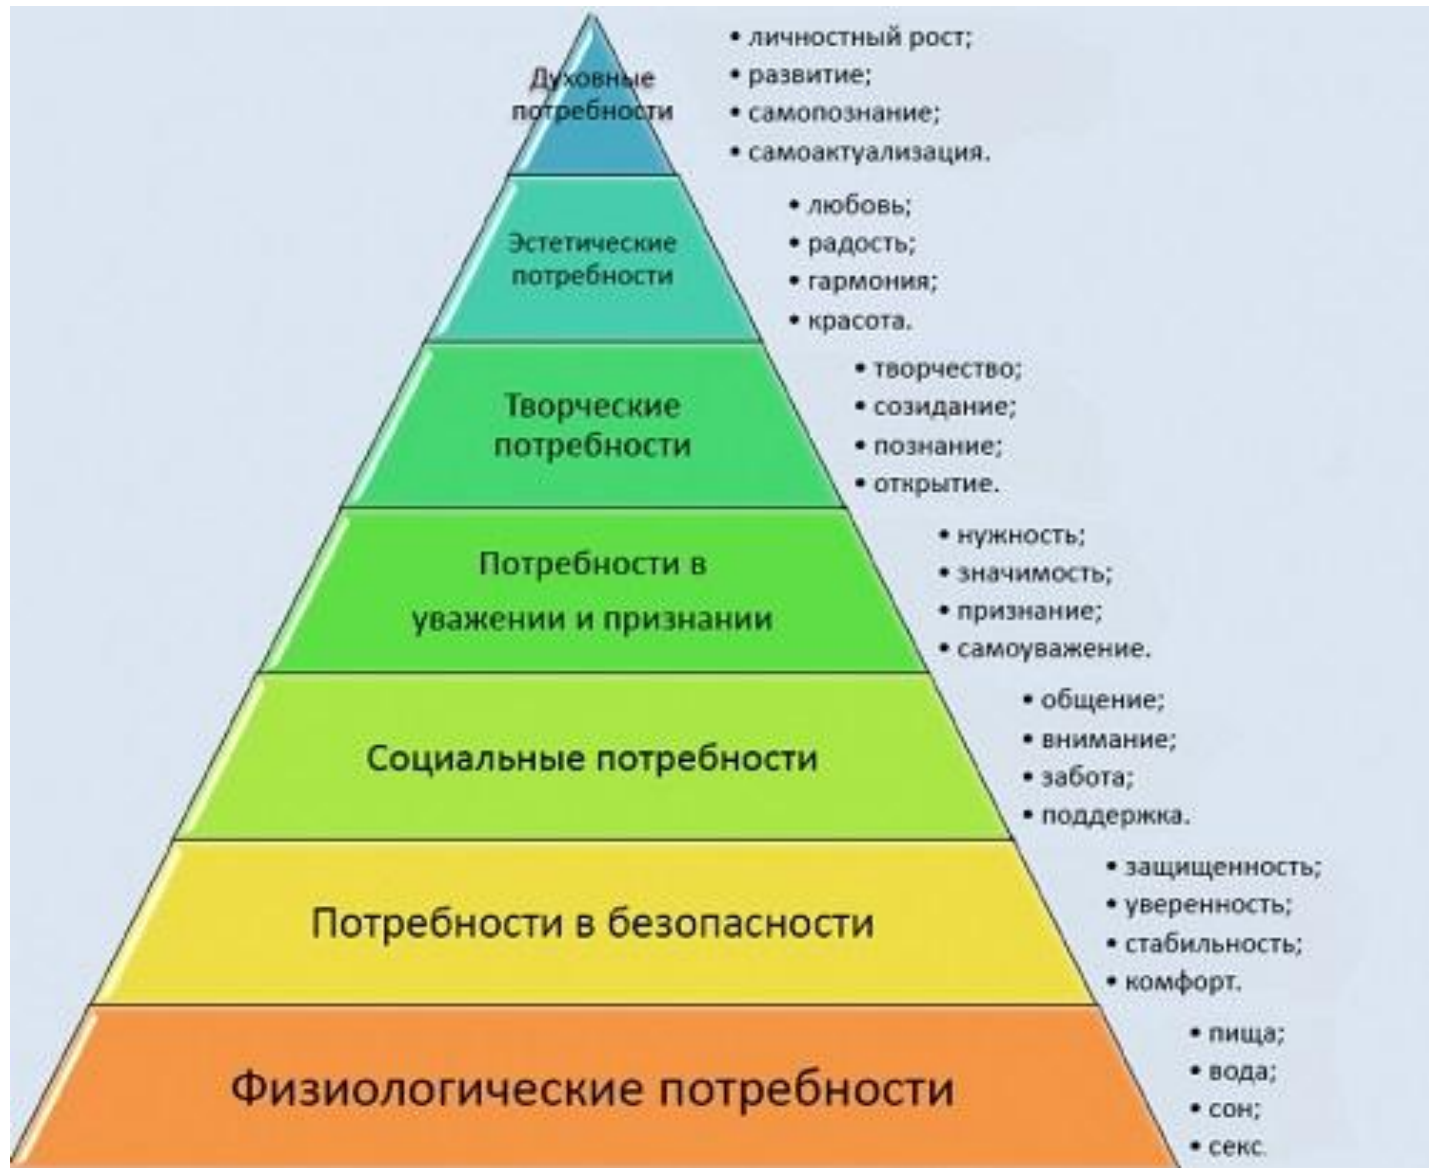 Духовные
потребности
• личностный рост;
• развитие;
• самопознание;
• самоактуализация.
Эстетические
потребности
• любовь;
• радость;
• гармония;
• красота.
Творческие
потребности
• творчество;
• созидание;
• познание;
• открытие.
Потребности в
уважении и признании
• нужность;
• значимость;
• признание;
• самоуважение.
Социальные потребности
• общение;
• внимание;
• забота;
• поддержка.
Потребности в безопасности
• защищенность;
• уверенность;
• стабильность;
• комфорт.
Физиологические потребности
• пища;
• вода;
• сон;
• секс.